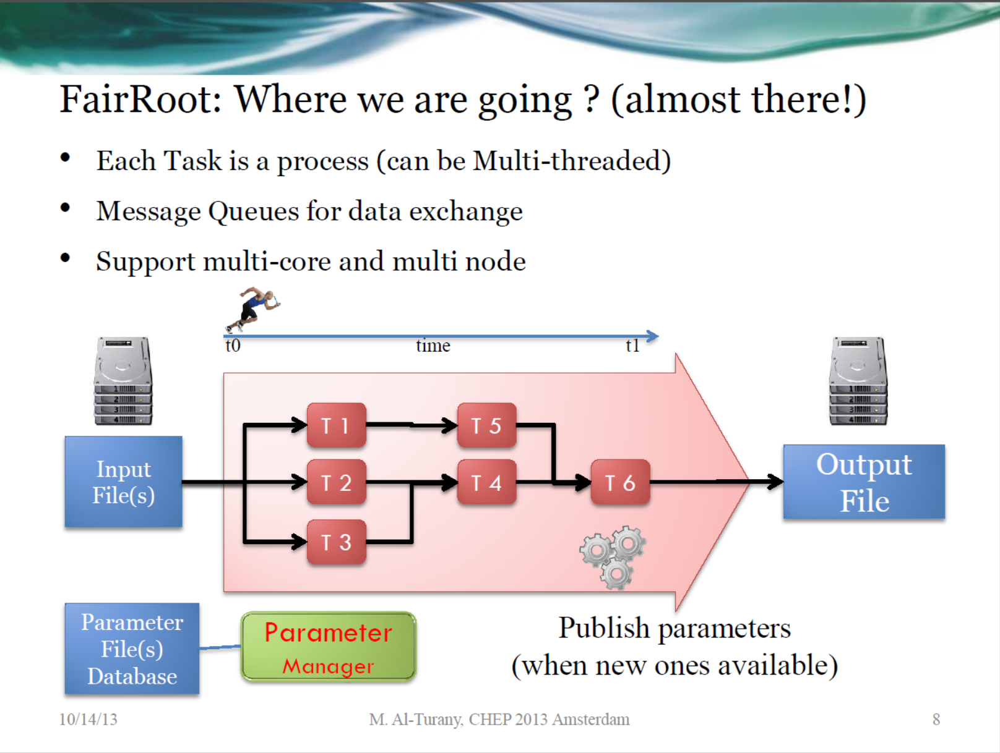 FairRoot: Where we are going ? (almost there!)
• Each Task is a process (can be Multi-threaded)
• Message Queues for data exchange
• Support multi-core and multi node
t0 time t1
1
2
3
4
1
2
3
4
T 1
T 5
Input
File(s)
T 2
T 4
T 6
Output
File
T 3
Parameter
File(s)
Database
Parameter
Manager
Publish parameters
(when new ones available)
10/14/13
M. Al-Turany, CHEP 2013 Amsterdam
8